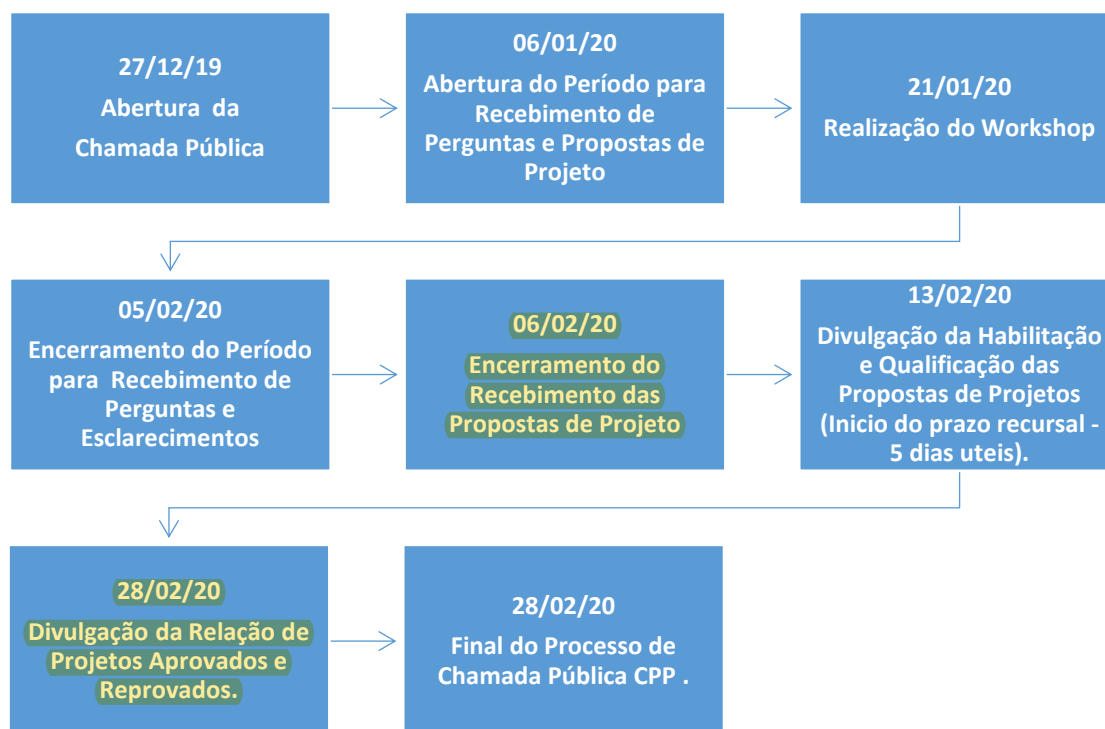 27/12/19
Abertura da
Chamada Pública
06/01/20
Abertura do Período para
Recebimento de
Perguntas e Propostas de
Projeto
21/01/20
Realização do Workshop
05/02/20
Encerramento do Período
para Recebimento de
Perguntas e
Esclarecimentos
06/02/20
Encerramento do
Recebimento das
Propostas de Projeto
13/02/20
Divulgação da Habilitação
e Qualificação das
Propostas de Projetos
(Inicio do prazo recursal -
5 dias uteis).
28/02/20
Divulgação da Relação de
Projetos Aprovados e
Reprovados.
28/02/20
Final do Processo de
Chamada Pública CPP .